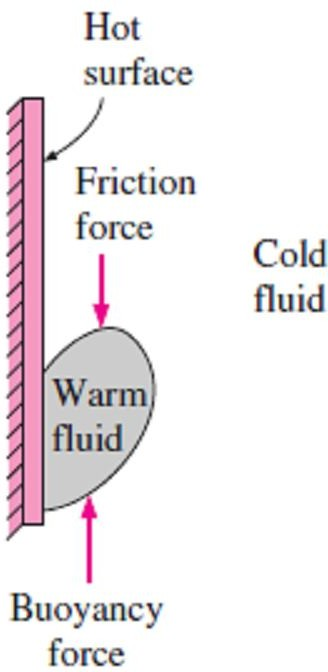 Hot
surface
Friction
force
Cold
fluid
Warm
fluid
Buoyancy
force